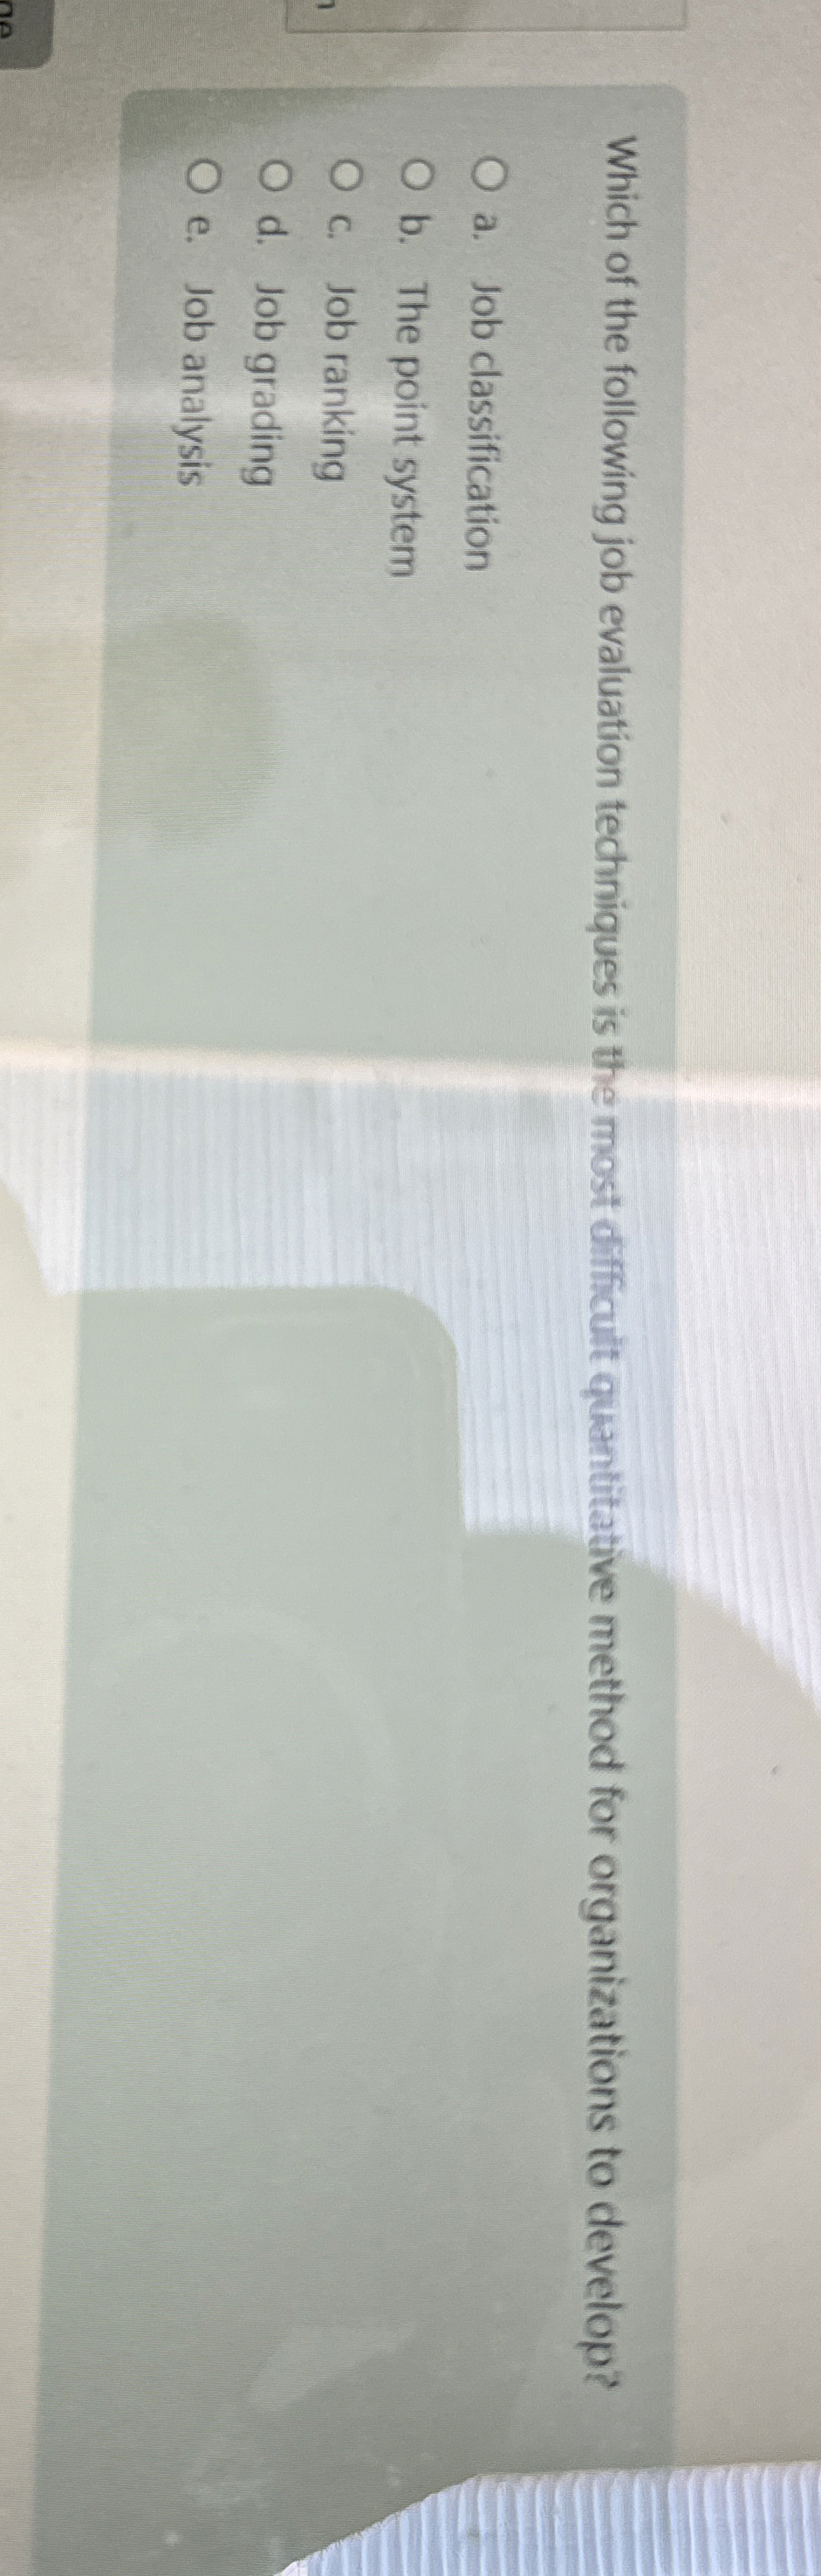 Which of the following job evaluation techniques is the most difficult quantitative method for organizations to develop?
a. Job classification
b. The point system
c. Job ranking
d. Job grading
e. Job analysis